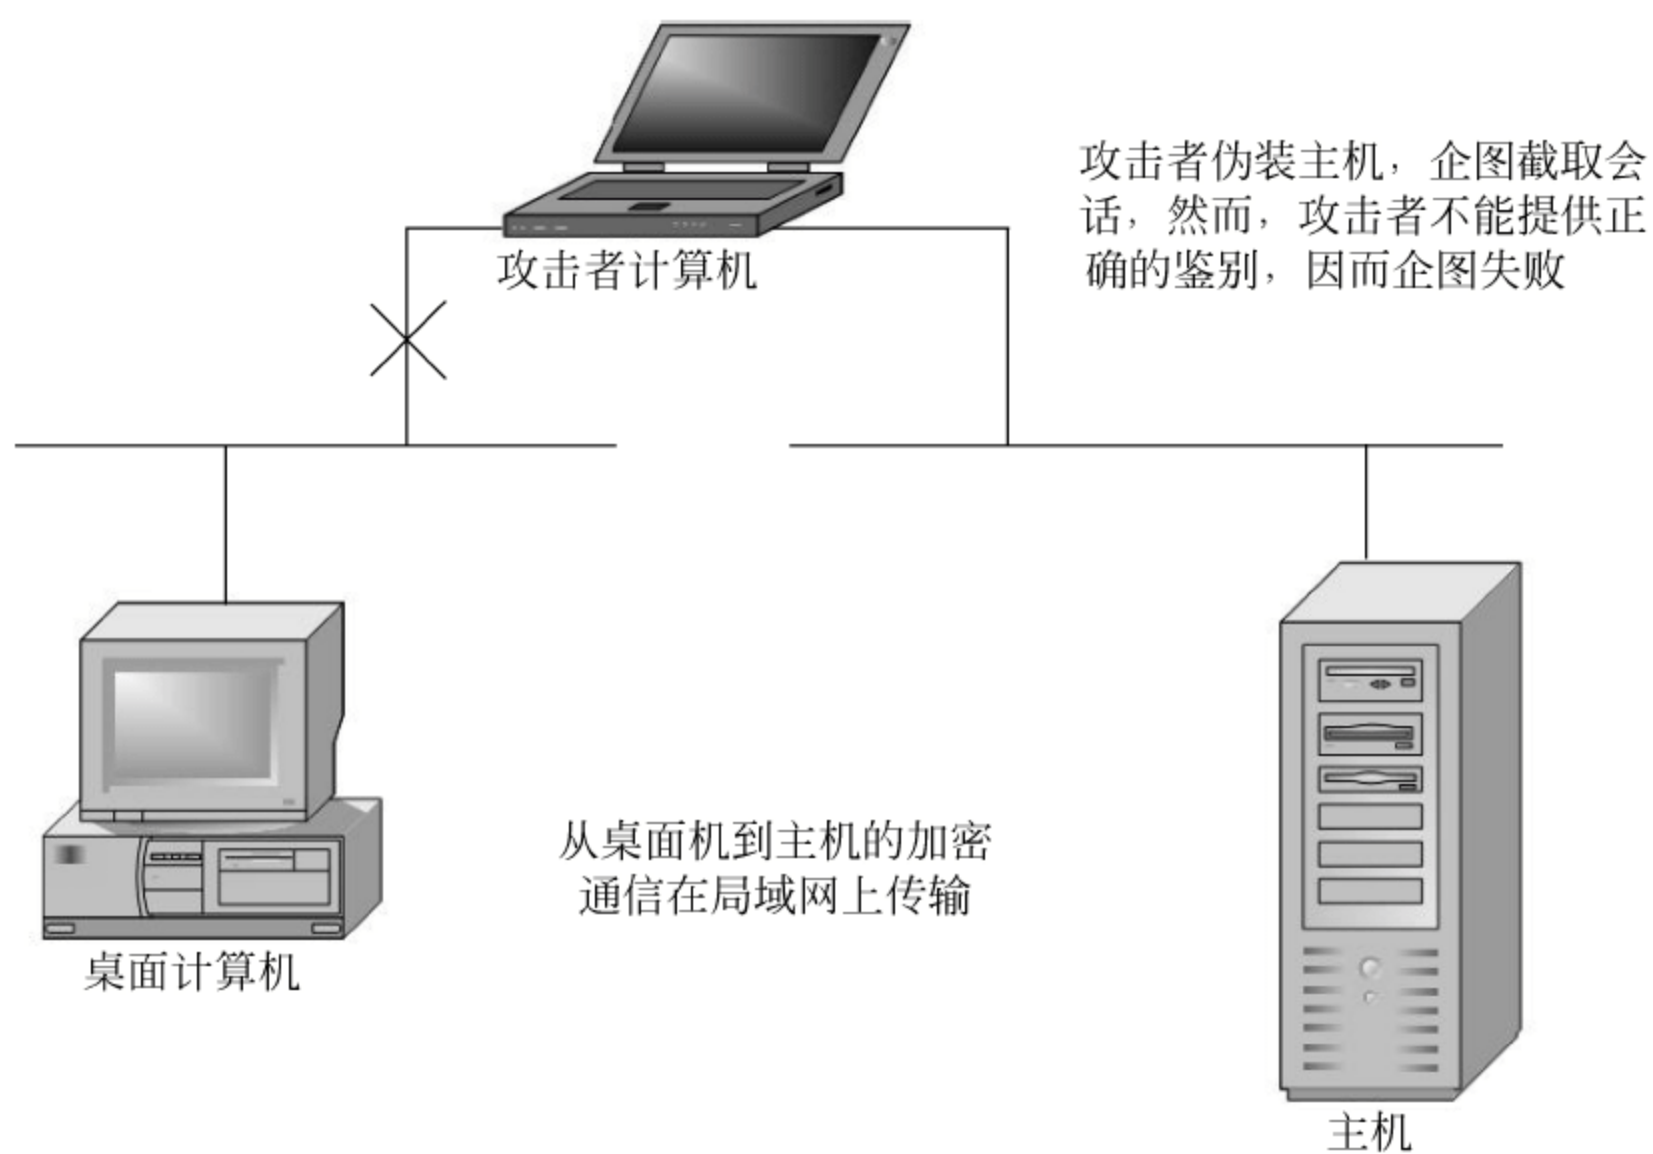 攻击者伪装主机，企图截取会
话，然而，攻击者不能提供正
确的鉴别，因而企图失败
攻击者计算机
从桌面机到主机的加密
通信在局域网上传输
桌面计算机
主机